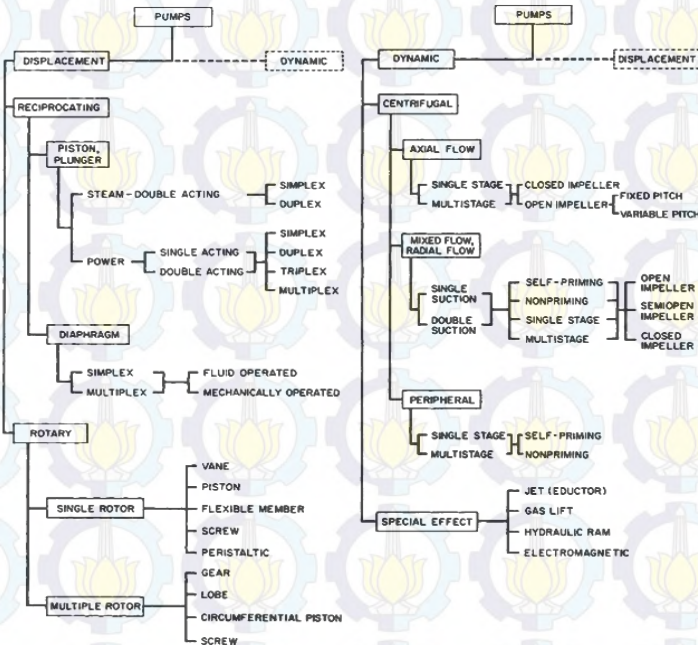 PUMPS
DISPLACEMENT
DYNAMIC
RECIPROCATING
PISTON,
PLUNGER
STEAM-DOUBLE ACTING
SIMPLEX
DUPLEX
POWER
SINGLE ACTING
DOUBLE ACTING
SIMPLEX
DUPLEX
TRIPLEX
MULTIPLEX
DIAPHRAGM
SIMPLEX
MULTIPLEX
FLUID OPERATED
MECHANICALLY OPERATED
ROTARY
SINGLE ROTOR
VANE
PISTON
FLEXIBLE MEMBER
SCREW
PERISTALTIC
MULTIPLE ROTOR
GEAR
LOBE
CIRCUMFERENTIAL PISTON
SCREW
PUMPS
DYNAMIC
DISPLACEMENT
CENTRIFUGAL
AXIAL FLOW
SINGLE STAGE
MULTISTAGE
CLOSED IMPELLER
OPEN IMPELLER
FIXED PITCH
VARIABLE PITCH
MIXED FLOW,
RADIAL FLOW
SINGLE
SUCTION
DOUBLE
SUCTION
SELF-PRIMING
NONPRIMING
SINGLE STAGE
MULTISTAGE
OPEN
IMPELLER
SEMIOPEN
IMPELLER
CLOSED
IMPELLER
PERIPHERAL
SINGLE STAGE
MULTISTAGE
SELF-PRIMING
NONPRIMING
SPECIAL EFFECT
JET (EDUCTOR)
GAS LIFT
HYDRAULIC RAM
ELECTROMAGNETIC